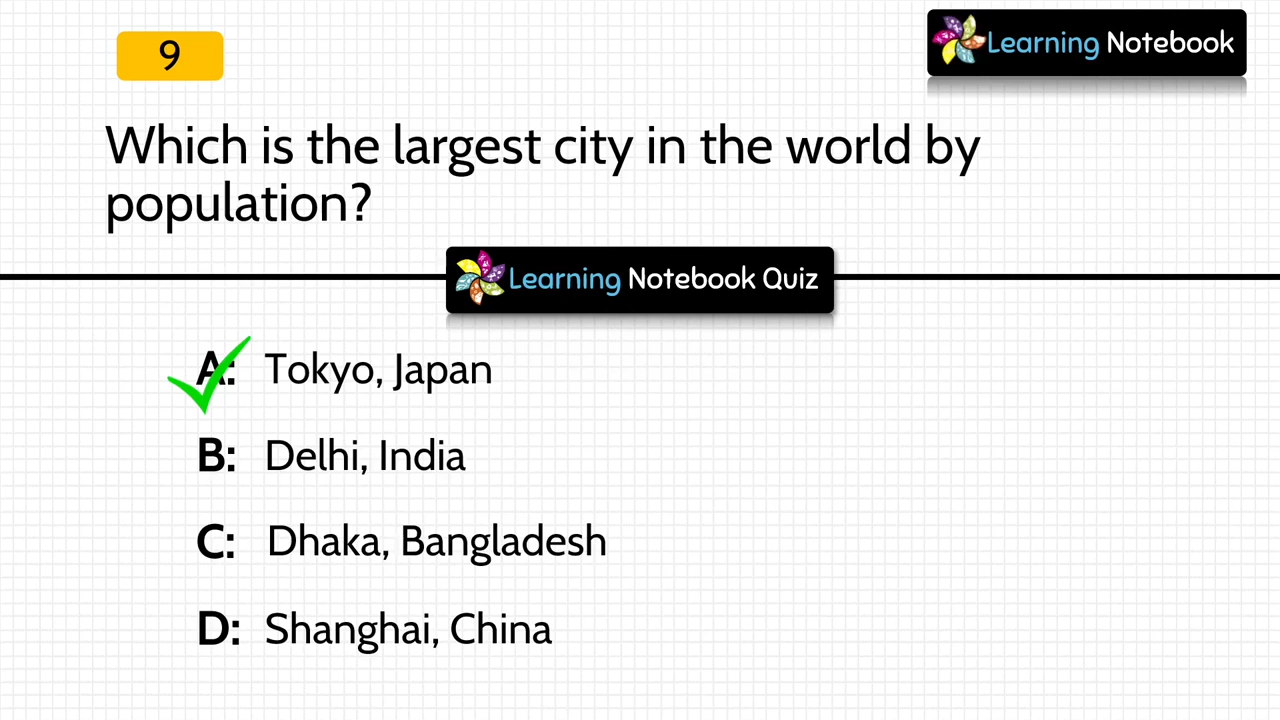 9
Learning Notebook
Which is the largest city in the world by
population?
Learning Notebook Quiz
A: Tokyo, Japan
B: Delhi, India
C: Dhaka, Bangladesh
D: Shanghai, China